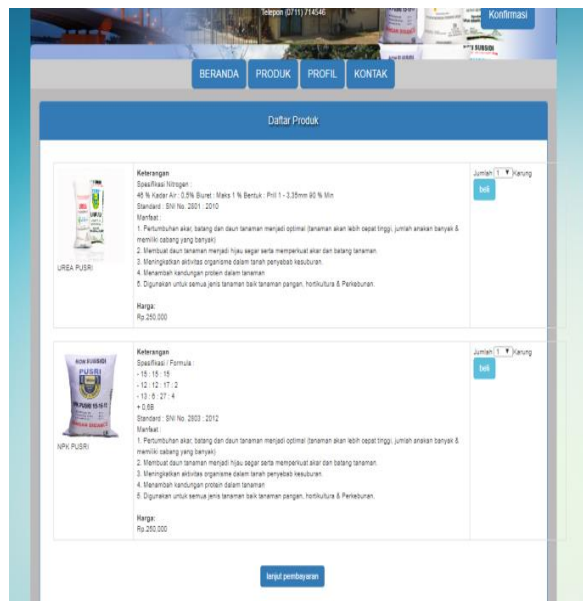 Telepon (0711) 714546
Konfirmasi
BERANDA PRODUK PROFIL KONTAK
Daftar Produk
UREA PUSRI
Keterangan
Spesifikasi Nitrogen :
46 % Kadar Air : 0,5% Biuret : Maks 1 % Bentuk : Prill 1 - 3,35mm 90 % Min
Standard : SNI No. 2801 : 2010
Manfaat :
1. Pertumbuhan akar, batang dan daun tanaman menjadi optimal (tanaman akan lebih cepat tinggi, jumlah anakan banyak &
memiliki cabang yang banyak)
2. Membuat daun tanaman menjadi hijau segar serta memperkuat akar dan batang tanaman.
3. Meningkatkan aktivitas organisme dalam tanah penyebab kesuburan.
4. Menambah kandungan protein dalam tanaman
5. Digunakan untuk semua jenis tanaman baik tanaman pangan, hortikultura & Perkebunan.
Harga:
Rp.250,000
Jumlah 1 Karung
beli
NON SUBSIDI
PUSRI
NPK PUSRI 15-15-15
NPK PUSRI
Keterangan
Spesifikasi / Formula :
- 15 : 15 : 15
- 12 : 12 : 17 : 2
- 13 : 6 : 27 : 4
+ 0,6B
Standard : SNI No. 2803 : 2012
Manfaat :
1. Pertumbuhan akar, batang dan daun tanaman menjadi optimal (tanaman akan lebih cepat tinggi, jumlah anakan banyak &
memiliki cabang yang banyak)
2. Membuat daun tanaman menjadi hijau segar serta memperkuat akar dan batang tanaman.
3. Meningkatkan aktivitas organisme dalam tanah penyebab kesuburan.
4. Menambah kandungan protein dalam tanaman
5. Digunakan untuk semua jenis tanaman baik tanaman pangan, hortikultura & Perkebunan.
Harga:
Rp.260,000
Jumlah 1 Karung
beli
lanjut pembayaran